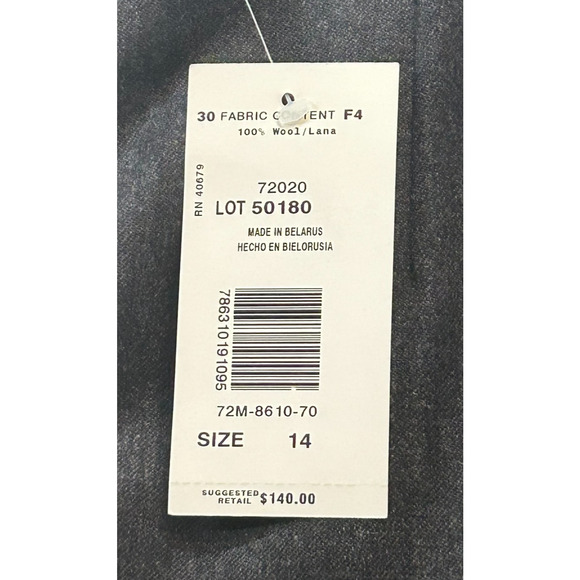 30 FABRIC CONTENT F4
100% Wool/Lana
RN 40679
72020
LOT 50180
MADE IN BELARUS
HECHO EN BIELORUSIA
786310191095
72M-8610-70
SIZE 14
SUGGESTED RETAIL $140.00